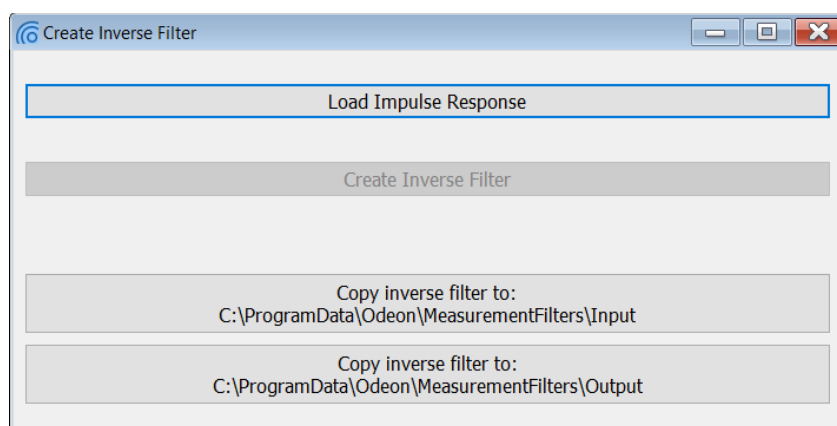 Create Inverse Filter
Load Impulse Response
Create Inverse Filter
Copy inverse filter to:
C:\ProgramData\Odeon\MeasurementFilters\Input
Copy inverse filter to:
C:\ProgramData\Odeon\MeasurementFilters\Output